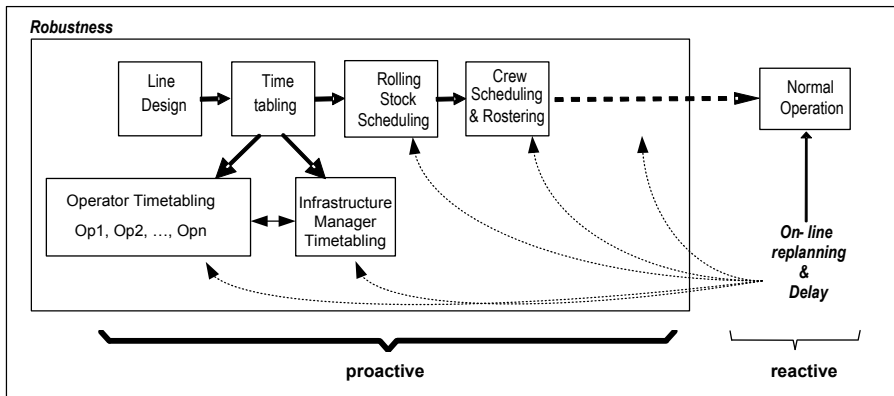 Robustness
Line
Design
Time
tabling
Rolling
Stock
Scheduling
Crew
Scheduling
& Rostering
Normal
Operation
Operator Timetabling
Op1, Op2, …, Opn
Infrastructure
Manager
Timetabling
On- line
replanning
&
Delay
proactive
reactive